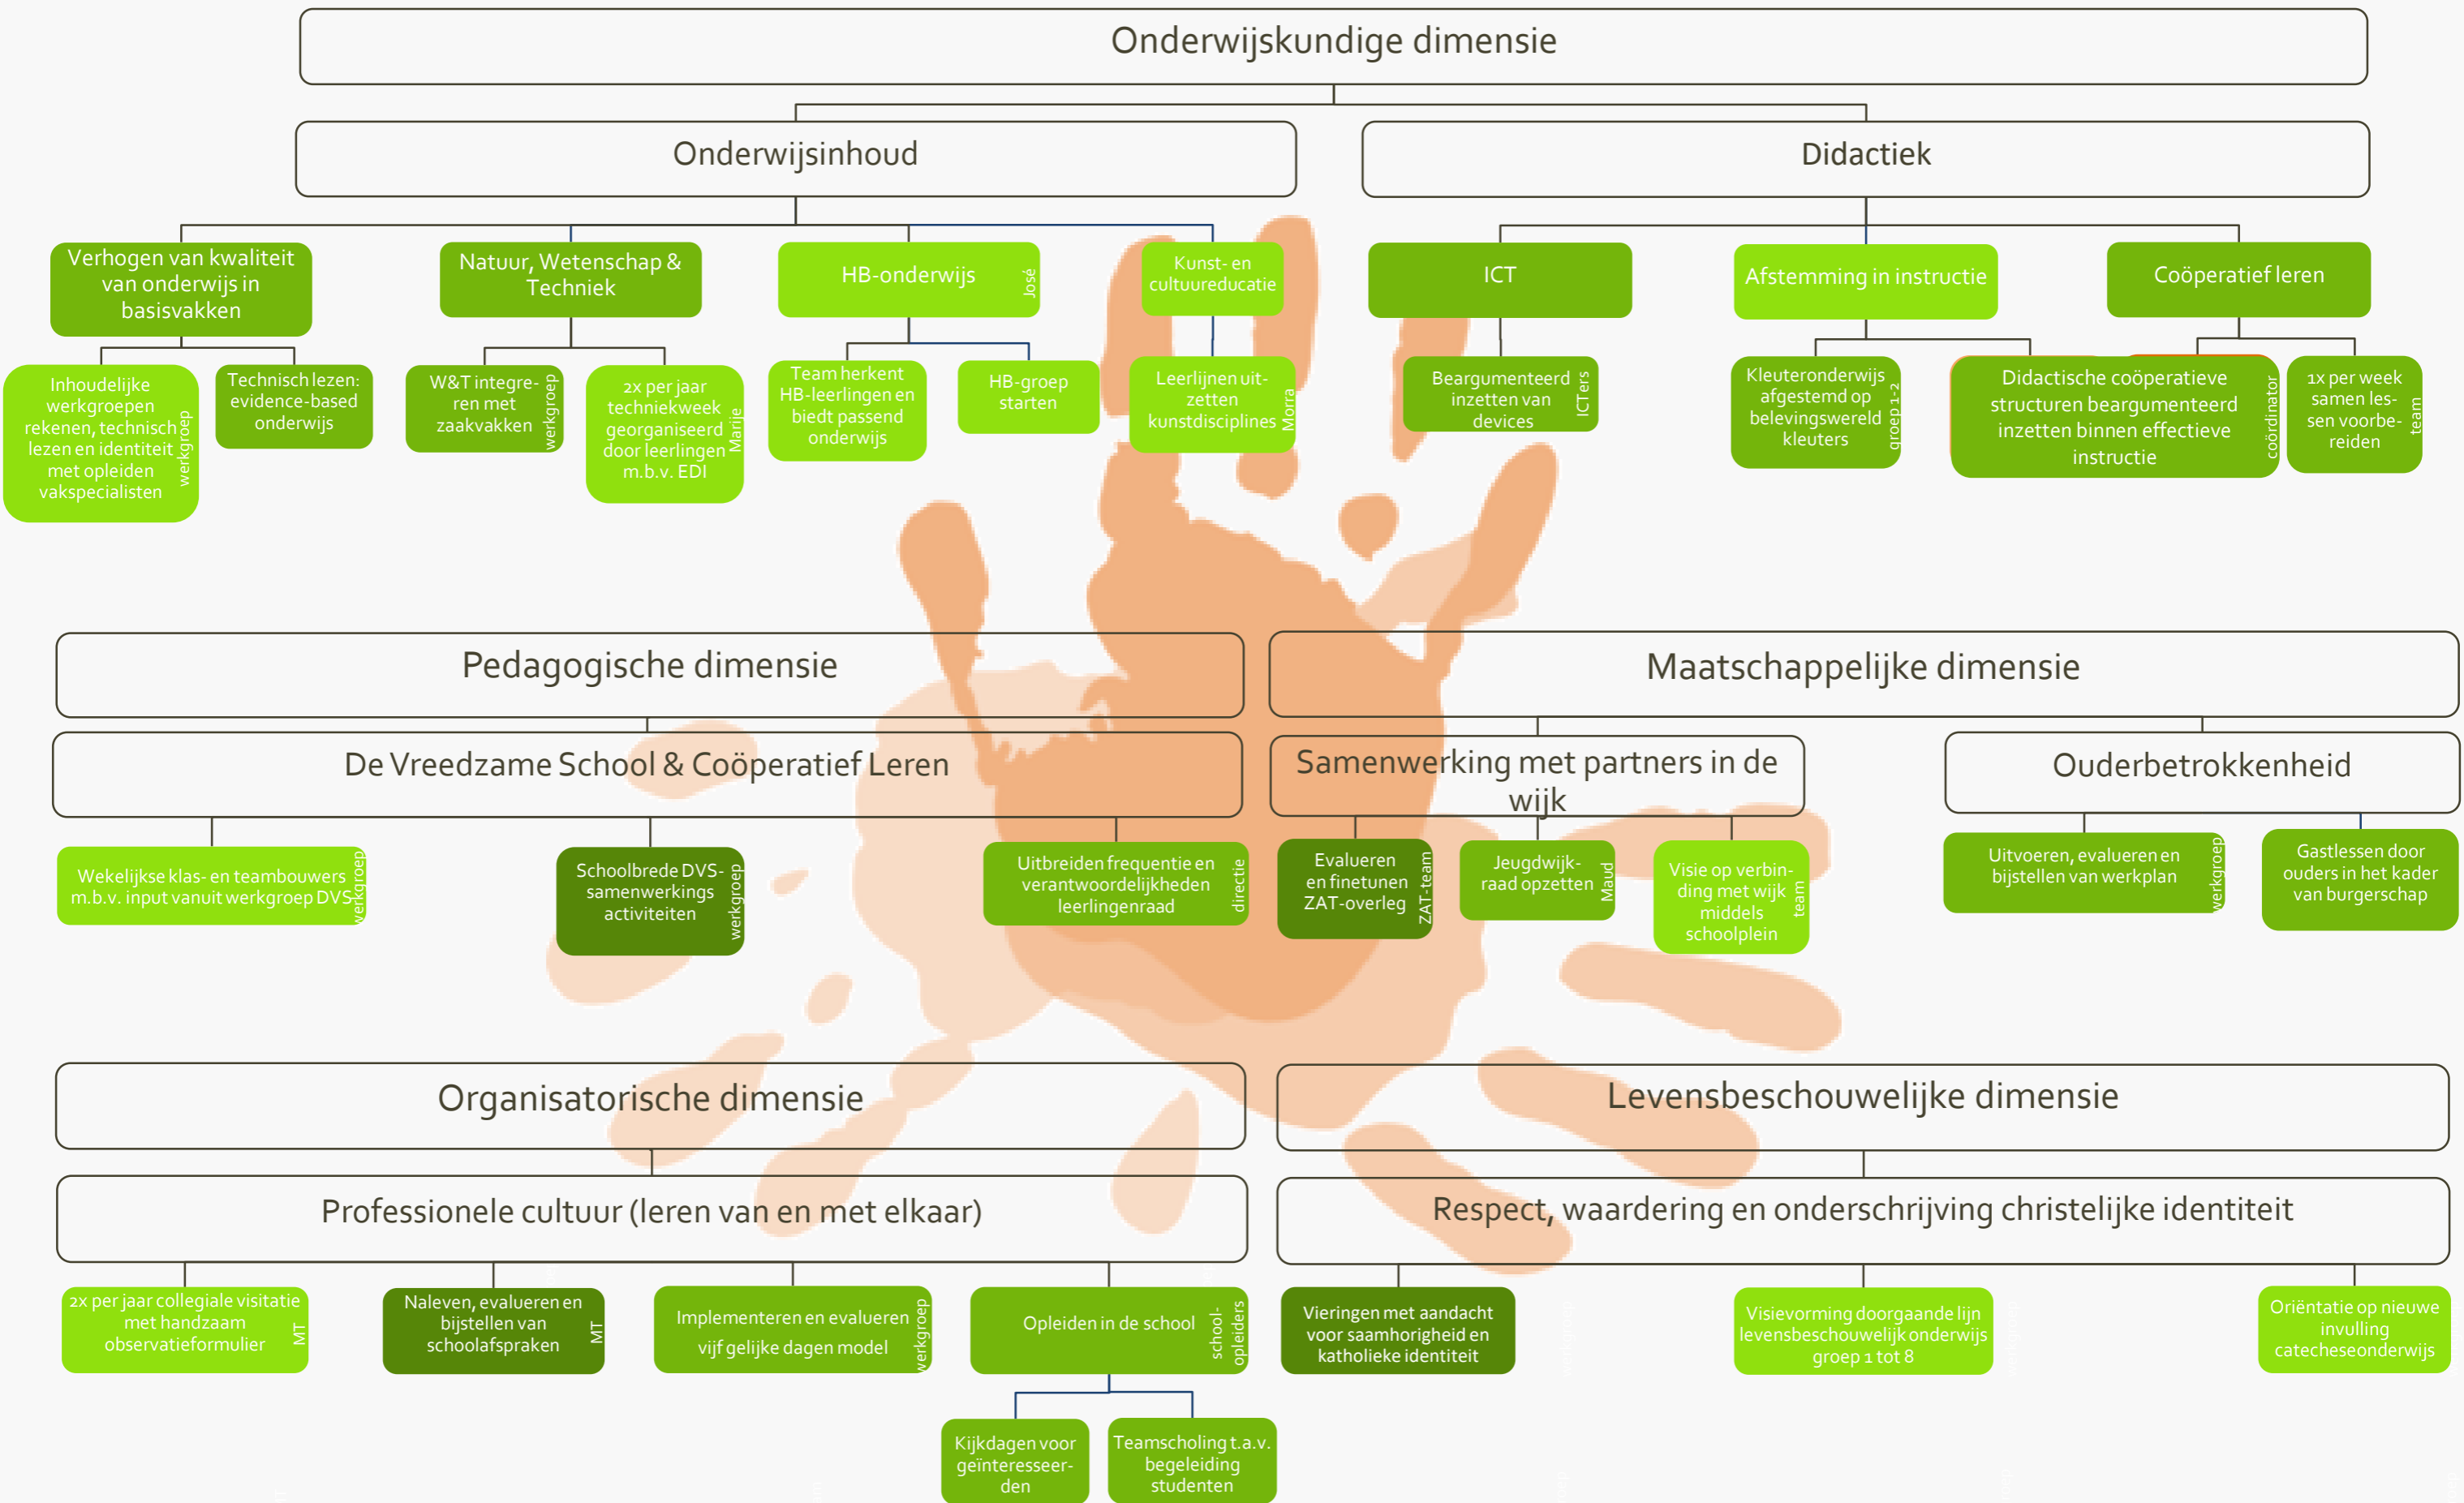 Onderwijskundige dimensie
Onderwijsinhoud
Didactiek
Verhogen van kwaliteit
van onderwijs in
basisvakken
Natuur, Wetenschap &
Techniek
HB-onderwijs
José
Kunst- en
cultuureducatie
ICT
Afstemming in instructie
Coöperatief leren
Inhoudelijke
werkgroepen
rekenen, technisch
lezen en identiteit
met opleiden
vakspecialisten
werkgroep
Technisch lezen:
evidence-based
onderwijs
W&T integre-
ren met
zaakvakken
werkgroep
2x per jaar
techniekweek
georganiseerd
door leerlingen
m.b.v. EDI
Marije
Team herkent
HB-leerlingen en
biedt passend
onderwijs
HB-groep
starten
Leerlijnen uit-
zetten
kunstdisciplines
Morra
Beargumenteerd
inzetten van
devices
ICT'ers
Kleuteronderwijs
afgestemd op
belevingswereld
kleuters
groep 1-2
Didactische coöperatieve
structuren beargumenteerd
inzetten binnen effectieve
instructie
coördinator
1x per week
samen les-
sen voorbe-
reiden
team
Pedagogische dimensie
Maatschappelijke dimensie
De Vreedzame School & Coöperatief Leren
Samenwerking met partners in de
wijk
Ouderbetrokkenheid
Wekelijkse klas- en teambouwers
m.b.v. input vanuit werkgroep DVS
werkgroep
Schoolbrede DVS-
samenwerkings
activiteiten
werkgroep
Uitbreiden frequentie en
verantwoordelijkheden
leerlingenraad
directie
Evalueren
en finetunen
ZAT-overleg
ZAT-team
Jeugdwijk-
raad opzetten
Maud
Visie op verbin-
ding met wijk
middels
schoolplein
team
Uitvoeren, evalueren en
bijstellen van werkplan
werkgroep
Gastlessen door
ouders in het kader
van burgerschap
Organisatorische dimensie
Levensbeschouwelijke dimensie
Professionele cultuur (leren van en met elkaar)
Respect, waardering en onderschrijving christelijke identiteit
2x per jaar collegiale visitatie
met handzaam
observatieformulier
MT
Naleven, evalueren en
bijstellen van
schoolafspraken
MT
Implementeren en evalueren
vijf gelijke dagen model
werkgroep
Opleiden in de school
school-
opleiders
Vieringen met aandacht
voor saamhorigheid en
katholieke identiteit
Visievorming doorgaande lijn
levensbeschouwelijk onderwijs
groep 1 tot 8
Oriëntatie op nieuwe
invulling
catecheseonderwijs
Kijkdagen voor
geïnteresseer-
den
Teamscholing t.a.v.
begeleiding
studenten